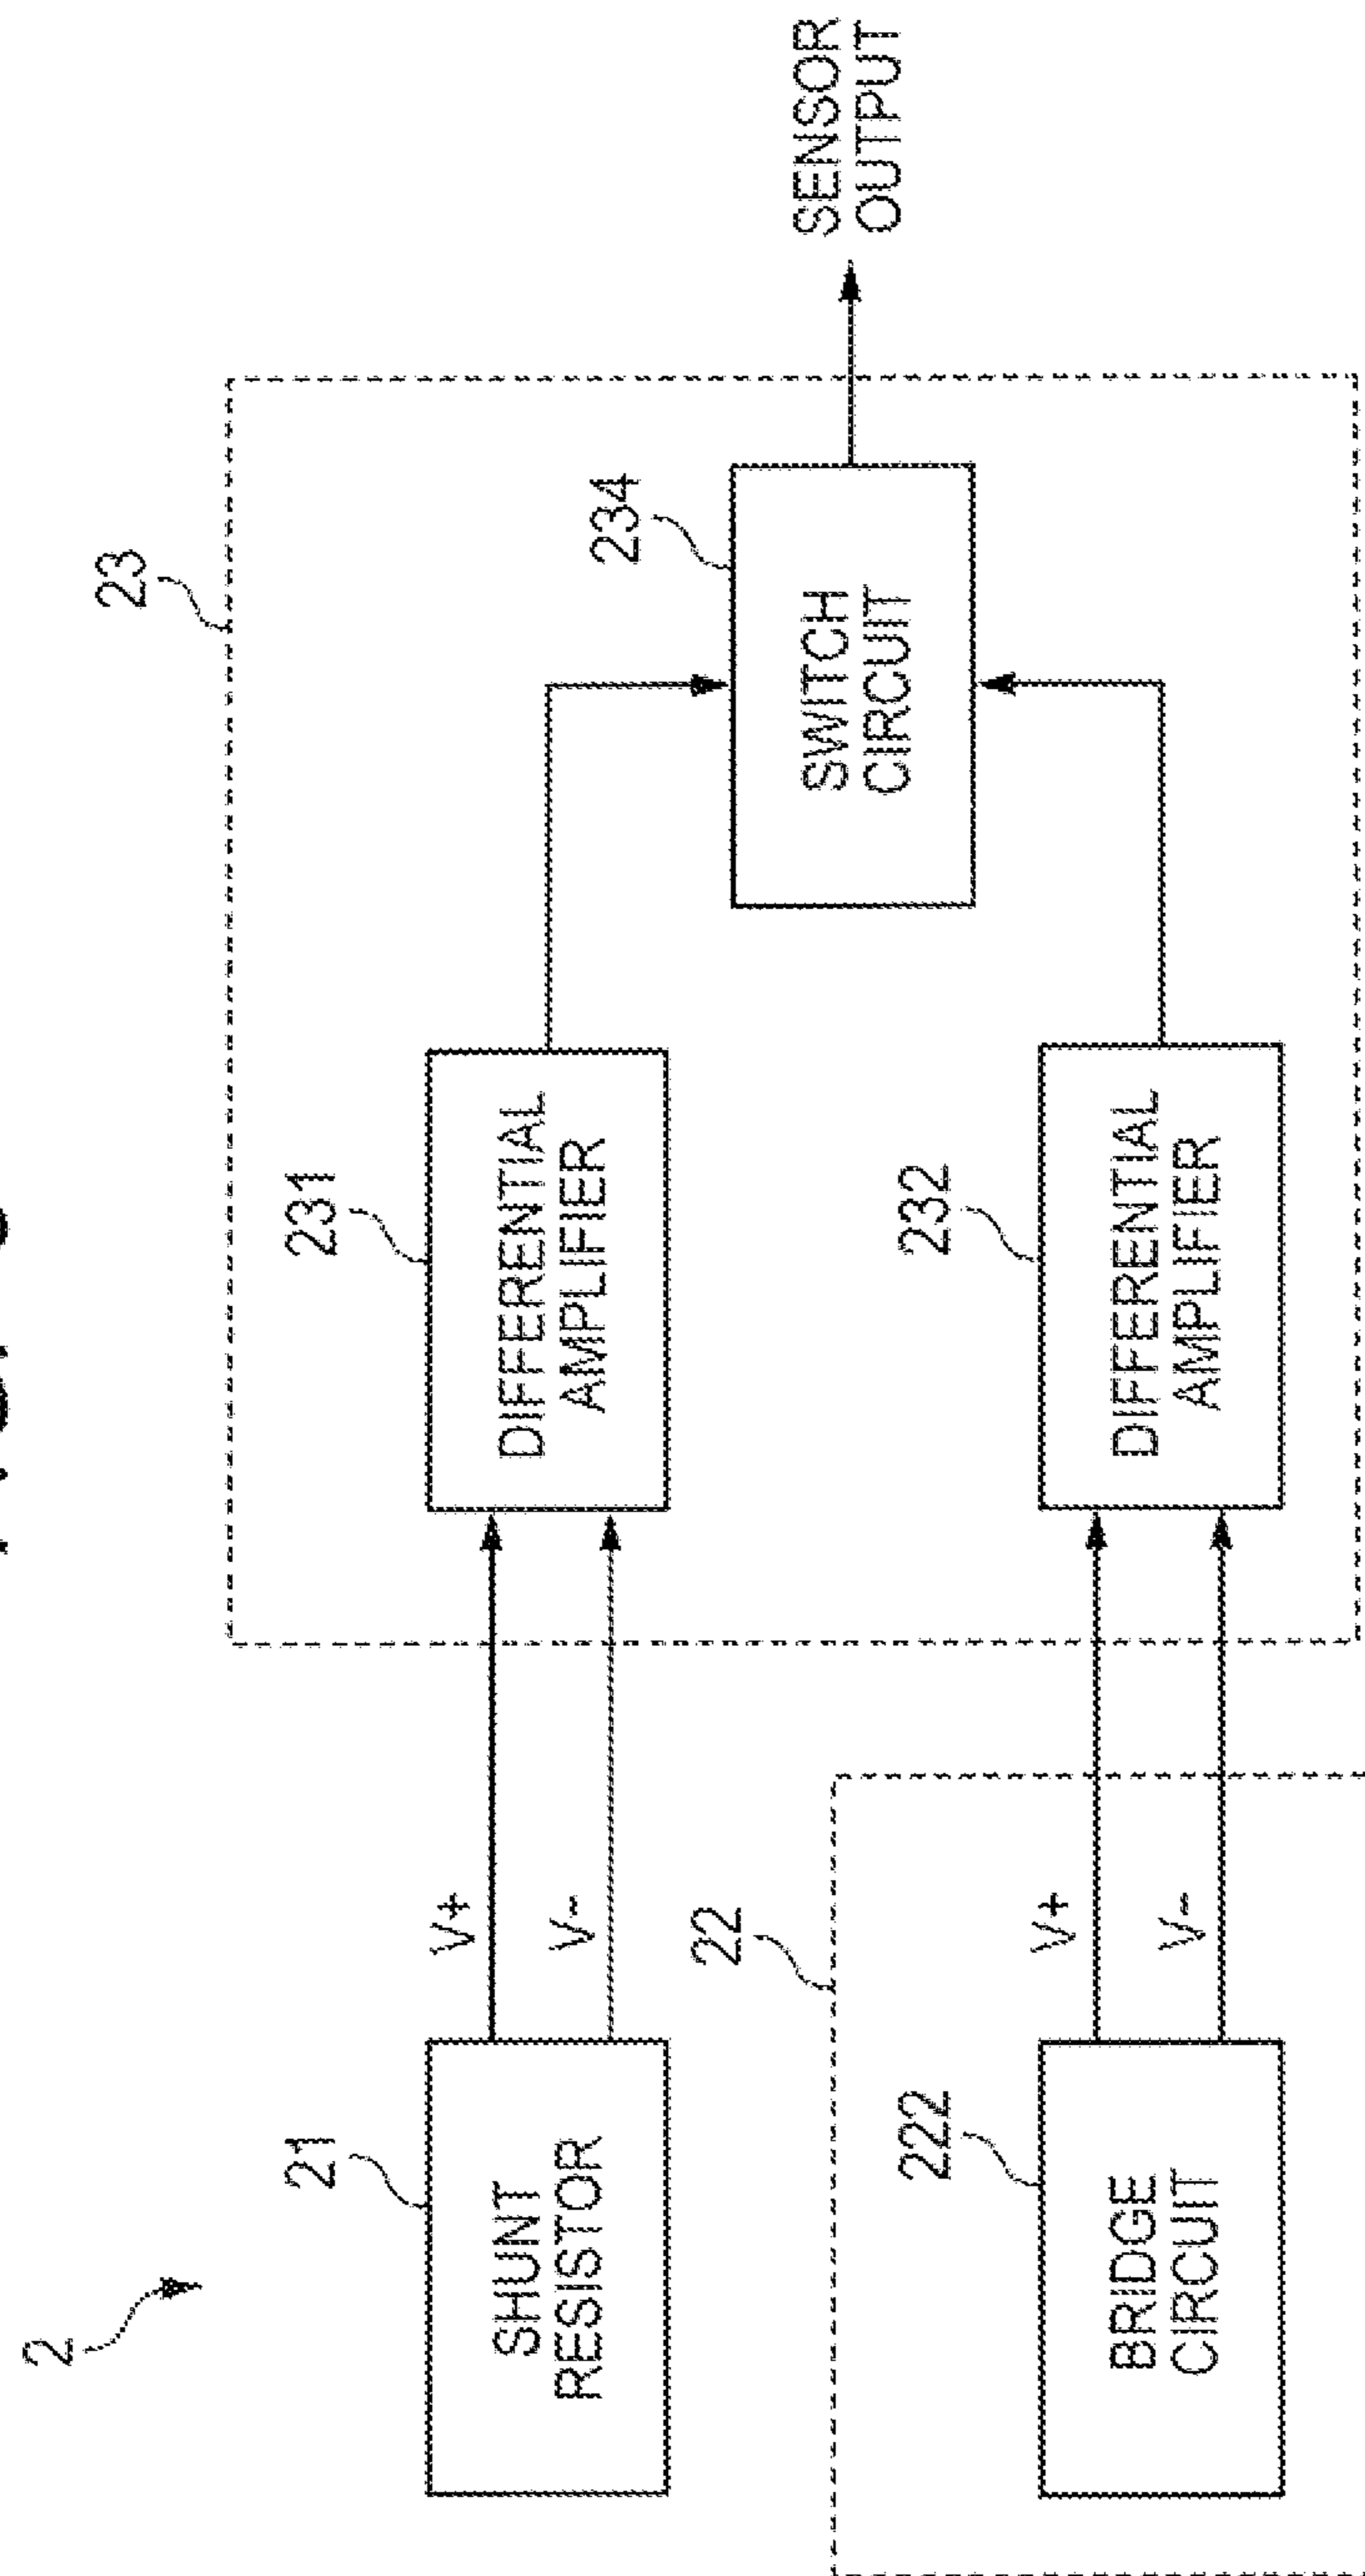 2
23
21
SHUNT
RESISTOR
V+
V-
231
DIFFERENTIAL
AMPLIFIER
234
SWITCH
CIRCUIT
SENSOR
OUTPUT
22
222
BRIDGE
CIRCUIT
V+
V-
232
DIFFERENTIAL
AMPLIFIER